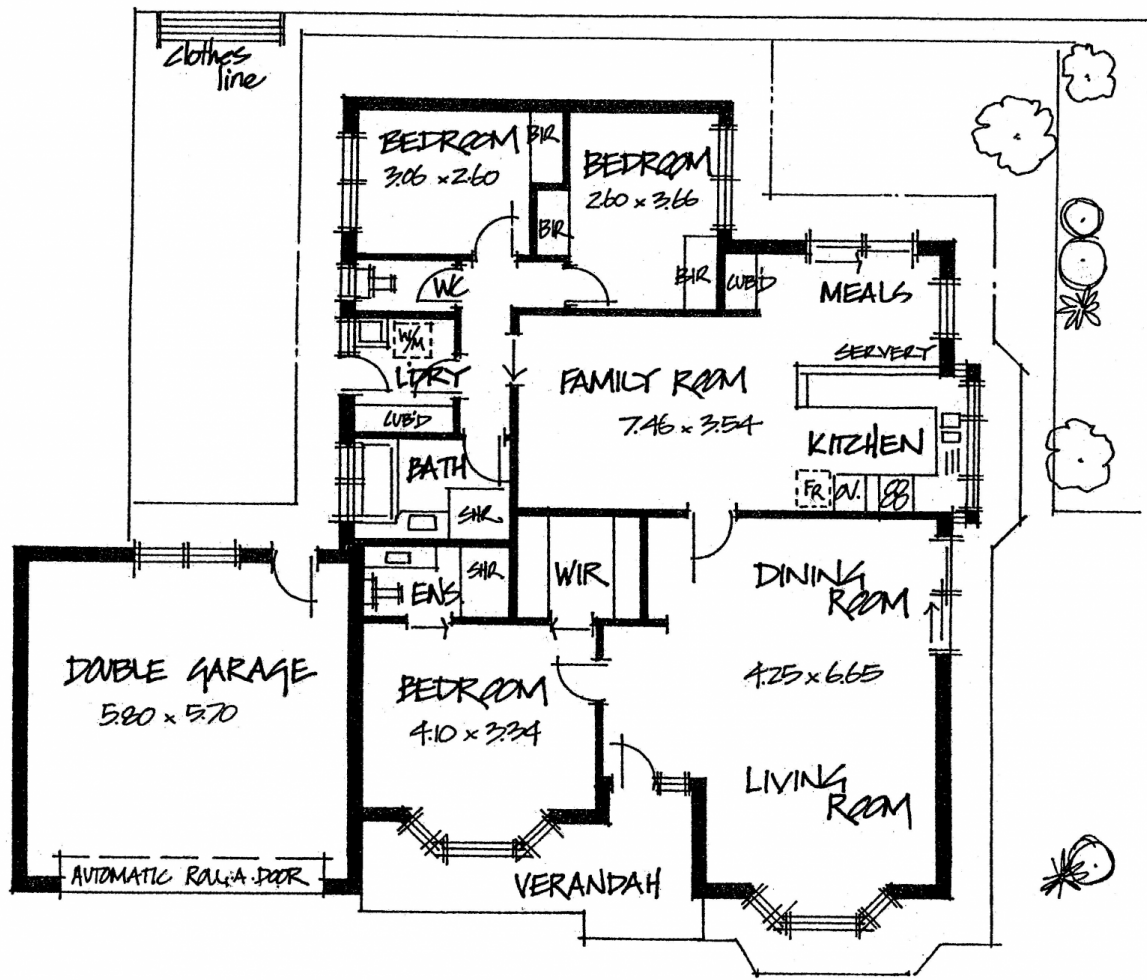 clothes
line
BEDROOM
3.06 x 2.60
BIR
BEDROOM
2.60 x 3.66
BIR
BIR
CUB'D
MEALS
WC
W/M
L'DRY
CUB'D
FAMILY ROOM
7.46 x 3.54
SERVERY
KITCHEN
FR
OV.
BATH
SHR
ENS
SHR
WIR
DINING
ROOM
4.25 x 6.65
LIVING
ROOM
DOUBLE GARAGE
5.80 x 5.70
BEDROOM
4.10 x 3.34
AUTOMATIC ROLL-A-DOOR
VERANDAH